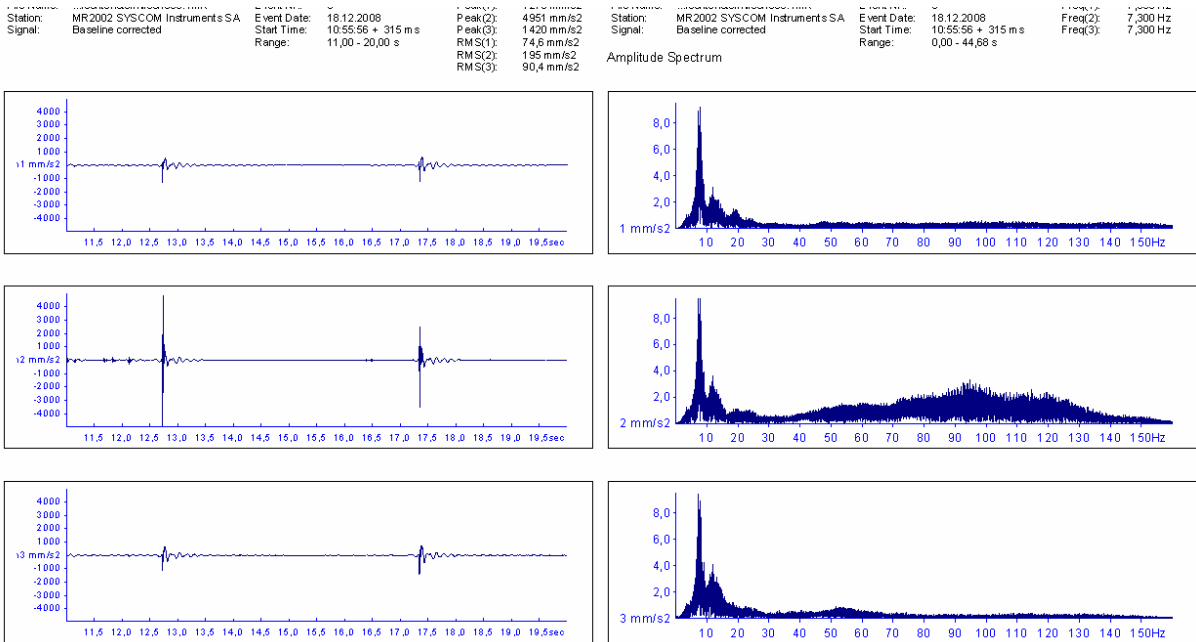 Station: MR2002 SYSCOM Instruments SA Event Date: 18.12.2008 Peak(2): 4951 mm/s2
Signal: Baseline corrected Start Time: 10:55:56 + 315 ms Peak(3): 1420 mm/s2
Range: 11,00 - 20,00 s RMS(1): 74,6 mm/s2
RMS(2): 195 mm/s2
RMS(3): 90,4 mm/s2
4000
3000
2000
1000
mm/s2
-1000
-2000
-3000
-4000
11,5 12,0 12,5 13,0 13,5 14,0 14,5 15,0 15,5 16,0 16,5 17,0 17,5 18,0 18,5 19,0 19,5sec
4000
3000
2000
1000
mm/s2
-1000
-2000
-3000
-4000
11,5 12,0 12,5 13,0 13,5 14,0 14,5 15,0 15,5 16,0 16,5 17,0 17,5 18,0 18,5 19,0 19,5sec
4000
3000
2000
1000
mm/s2
-1000
-2000
-3000
-4000
11,5 12,0 12,5 13,0 13,5 14,0 14,5 15,0 15,5 16,0 16,5 17,0 17,5 18,0 18,5 19,0 19,5sec
Station: MR2002 SYSCOM Instruments SA Event Date: 18.12.2008 Freq(2): 7,300 Hz
Signal: Baseline corrected Start Time: 10:55:56 + 315 ms Freq(3): 7,300 Hz
Range: 0,00 - 44,68 s
Amplitude Spectrum
8,0
6,0
4,0
2,0
1 mm/s2
10 20 30 40 50 60 70 80 90 100 110 120 130 140 150Hz
8,0
6,0
4,0
2,0
2 mm/s2
10 20 30 40 50 60 70 80 90 100 110 120 130 140 150Hz
8,0
6,0
4,0
2,0
3 mm/s2
10 20 30 40 50 60 70 80 90 100 110 120 130 140 150Hz